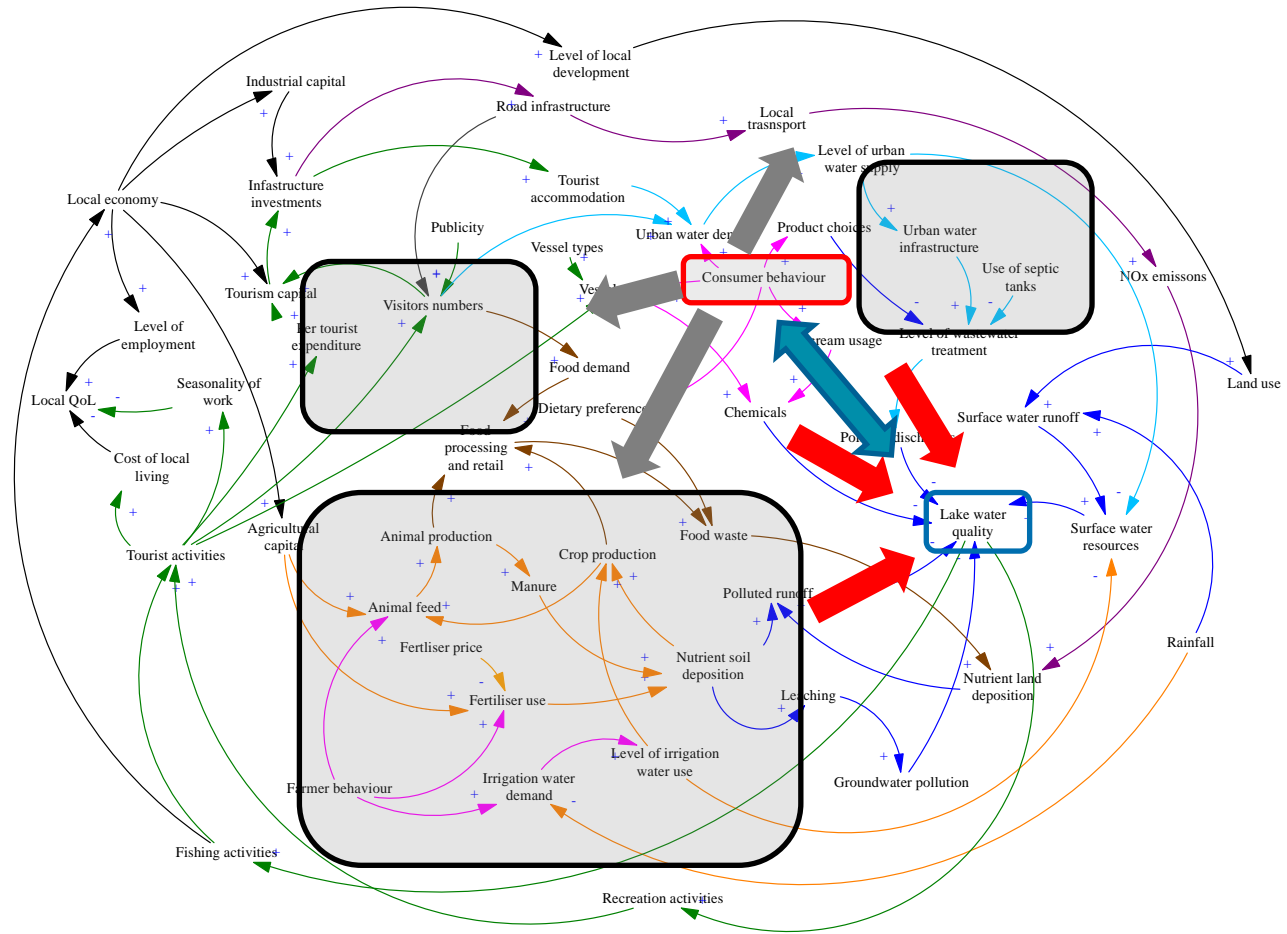 Level of local
development
Industrial capital
Road infrastructure
Local
trasnsport
Level of urban
water supply
Infastructure
investments
Tourist
accommodation
Local economy
Publicity
Urban water
Product choices
Urban water
infrastructure
Vessel types
Consumer behaviour
Use of septic
tanks
NOx emissons
Tourism capital
Visitors numbers
Level of
employment
tourist
expenditure
Level of wastewater
treatment
usage
Food demand
Land use
Seasonality of
work
Local QoL
Dietary preference
Chemicals
Surface water runoff
Food
processing
and retail
Cost of local
living
Agricultural
capital
Tourist activities
Animal production
Crop production
Food waste
Lake water
quality
Surface water
resources
Manure
Animal feed
Polluted runoff
Fertliser price
Nutrient soil
deposition
Rainfall
Nutrient land
deposition
Fertiliser use
Leaching
Level of irrigation
water use
Farmer behaviour
Irrigation water
demand
Groundwater pollution
Fishing activities
Recreation activities